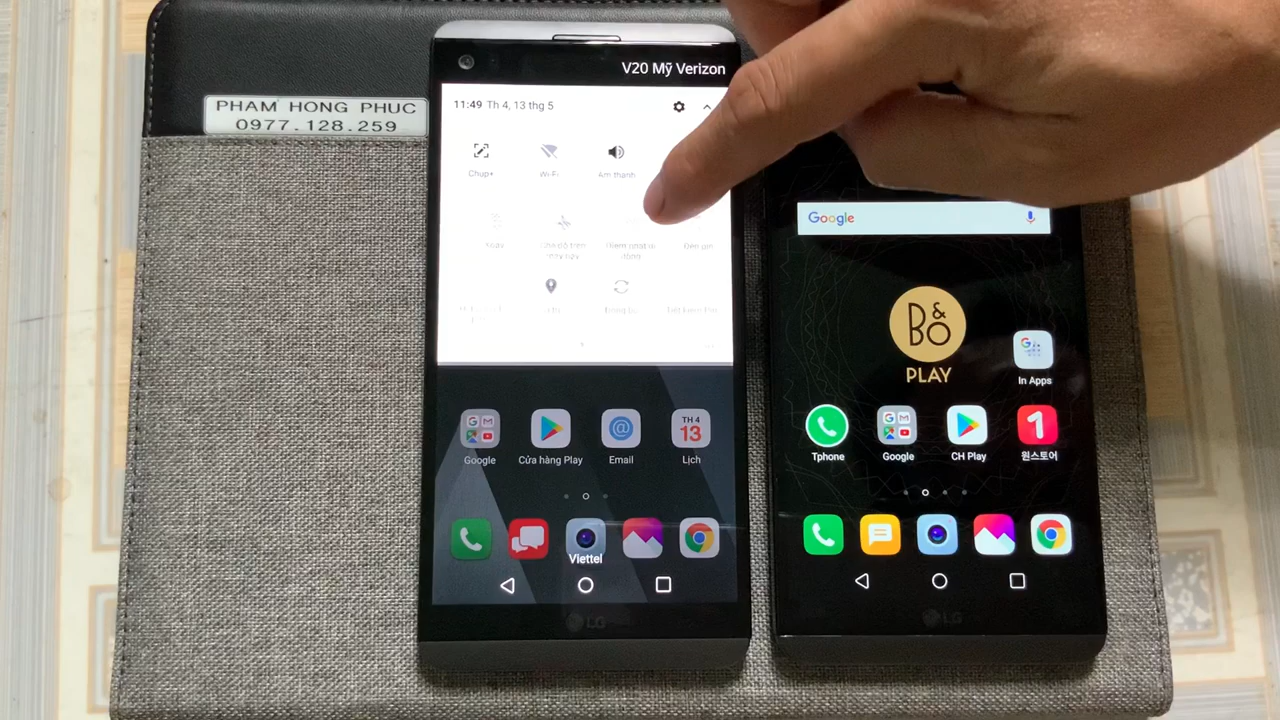 PHAM HONG PHUC
0977.128.259
V20 Mỹ Verizon
11:49 Th 4, 13 thg 5
Chụp+
Wi-Fi
Âm thanh
Google
Cửa hàng Play
Email
TH 4
13
Lịch
Viettel
LG
Google
B&O
PLAY
In Apps
Tphone
Google
CH Play
1
원스토어
LG